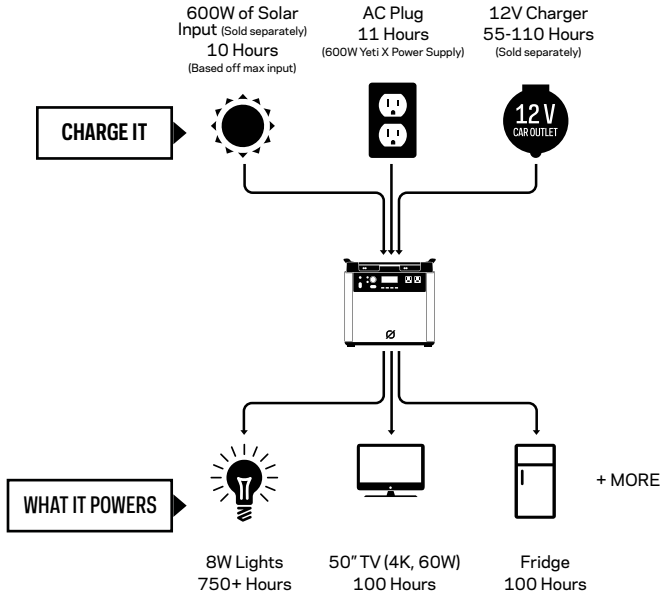 600W of Solar
Input (Sold separately)
10 Hours
(Based off max input)
AC Plug
11 Hours
(600W Yeti X Power Supply)
12V Charger
55-110 Hours
(Sold separately)
CHARGE IT
12 V
CAR OUTLET
WHAT IT POWERS
+ MORE
8W Lights
750+ Hours
50” TV (4K, 60W)
100 Hours
Fridge
100 Hours